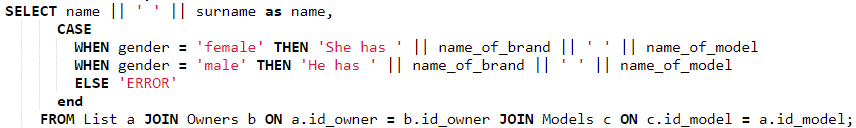 SELECT name || ' ' || surname as name,
CASE
WHEN gender = 'female' THEN 'She has ' || name_of_brand || ' ' || name_of_model
WHEN gender = 'male' THEN 'He has ' || name_of_brand || ' ' || name_of_model
ELSE 'ERROR'
end
FROM List a JOIN Owners b ON a.id_owner = b.id_owner JOIN Models c ON c.id_model = a.id_model;